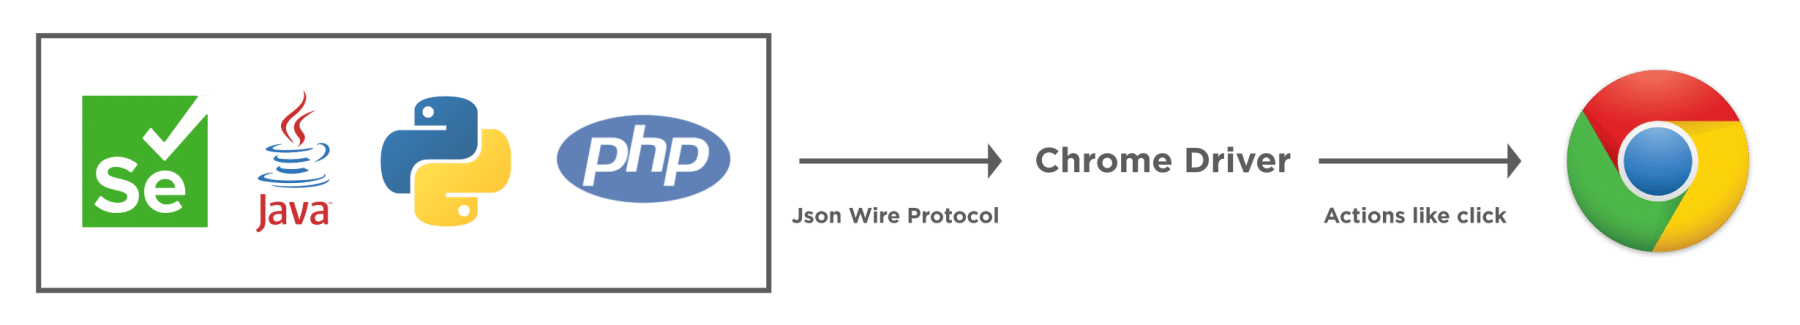 Se
Java
php
Json Wire Protocol
Chrome Driver
Actions like click